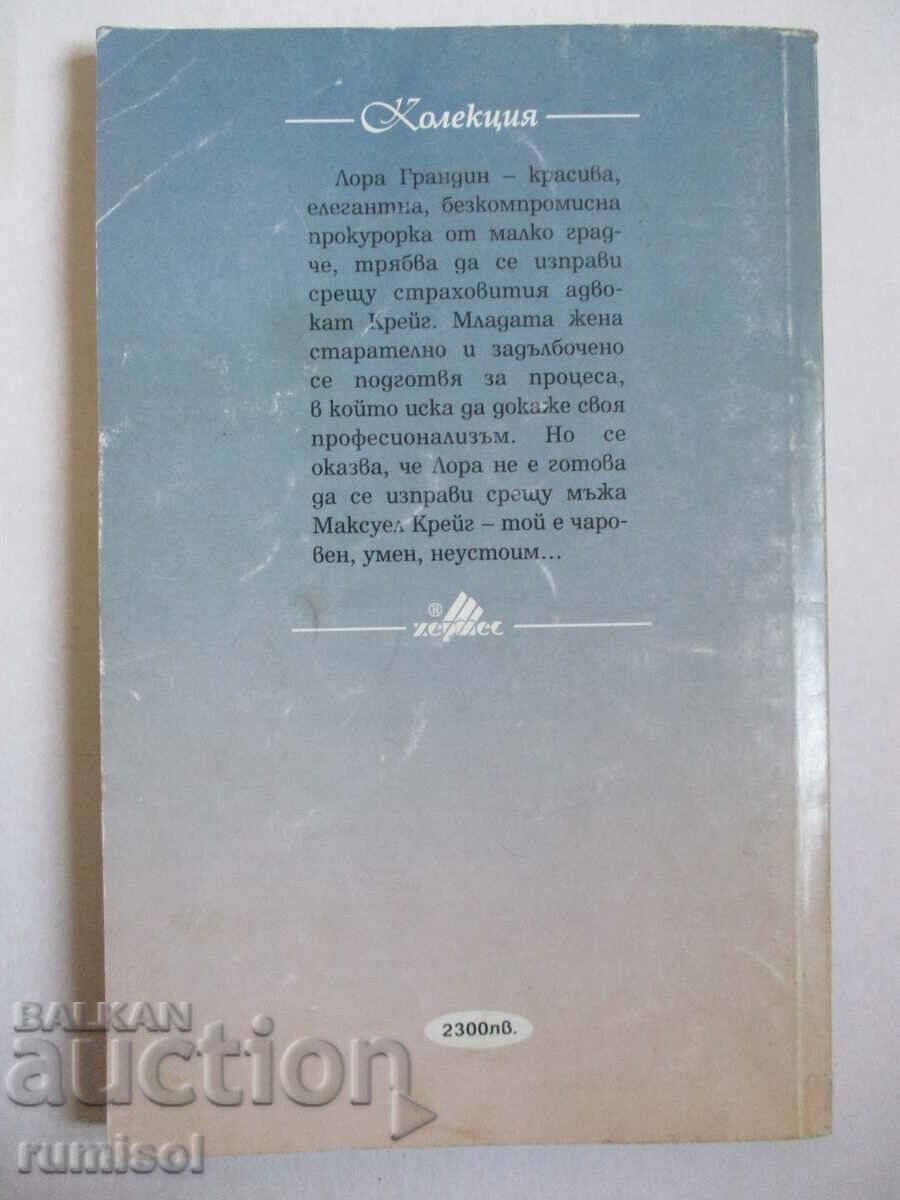 Колекция
Лора Грандин – красива,
елегантна, безкомпромисна
прокурорка от малко град-
че, трябва да се изправи
срещу страховития адво-
кат Крейг. Младата жена
старателно и задълбочено
се подготвя за процеса,
в който иска да докаже своя
професионализъм. Но се
оказва, че Лора не е готова
да се изправи срещу мъжа
Максуел Крейг – той е чаро-
вен, умен, неустоим...
®
хермес
2300лв.
BALKAN
auction
rumisol